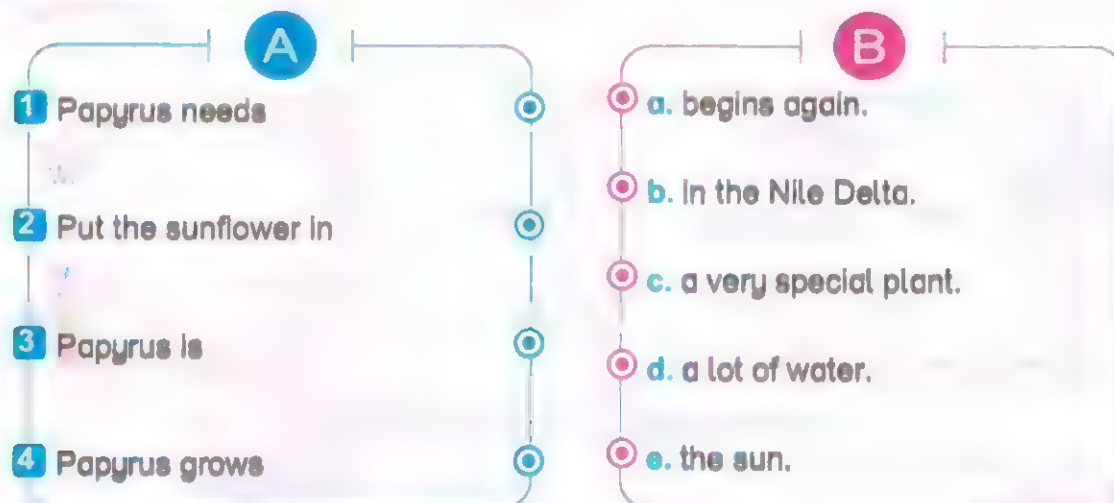 A
1 Papyrus needs
2 Put the sunflower in
3 Papyrus is
4 Papyrus grows
B
a. begins again.
b. in the Nile Delta.
c. a very special plant.
d. a lot of water.
e. the sun.